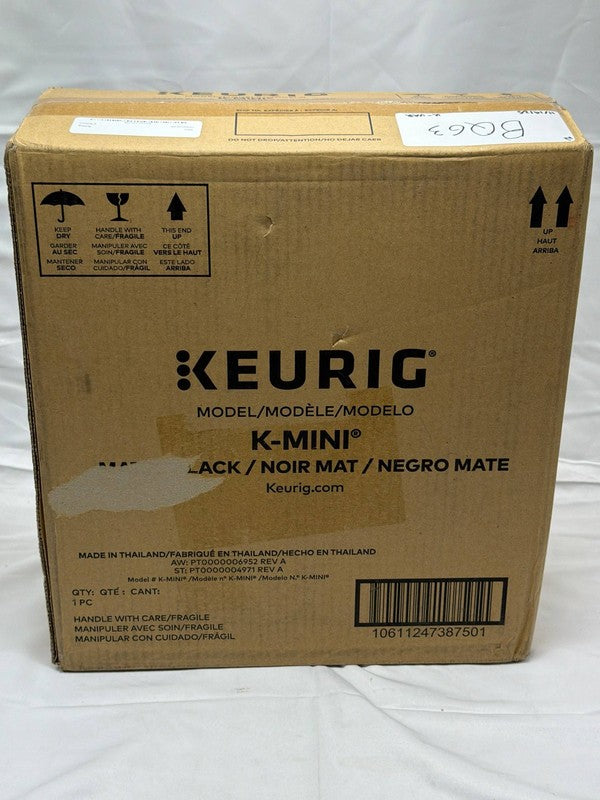 KEURIG
DO NOT DROP/ATTENTION/NO DEJAR CAER
BQ63
KEEP
DRY
GARDER
AU SEC
MANTENER
SECO
HANDLE WITH
CARE/FRAGILE
MANIPULER AVEC
SOIN/FRAGILE
MANIPULAR CON
CUIDADO/FRÁGIL
THIS END
UP
CE CÔTÉ
VERS LE HAUT
ESTE LADO
ARRIBA
UP
HAUT
ARRIBA
KEURIG®
MODEL/MODÈLE/MODELO
K-MINI®
LACK / NOIR MAT / NEGRO MATE
Keurig.com
MADE IN THAILAND/FABRIQUÉ EN THAILANDE/HECHO EN THAILAND
AW: PT0000006952 REV A
ST: PT0000004971 REV A
Model # K-MINI® /Modèle n° K-MINI® /Modelo N.° K-MINI®
QTY: QTÉ : CANT:
1 PC
HANDLE WITH CARE/FRAGILE
MANIPULER AVEC SOIN/FRAGILE
MANIPULAR CON CUIDADO/FRÁGIL
10611247387501